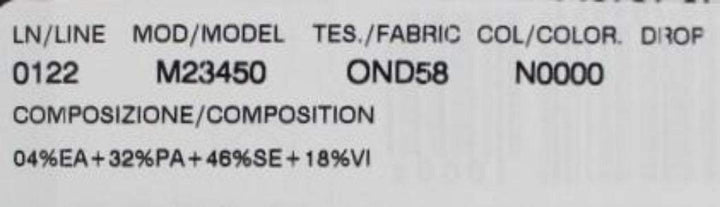 LN/LINE MOD/MODEL TES./FABRIC COL/COLOR. DROP
0122 M23450 OND58 N0000
COMPOSIZIONE/COMPOSITION
04%EA+32%PA+46%SE+18%VI